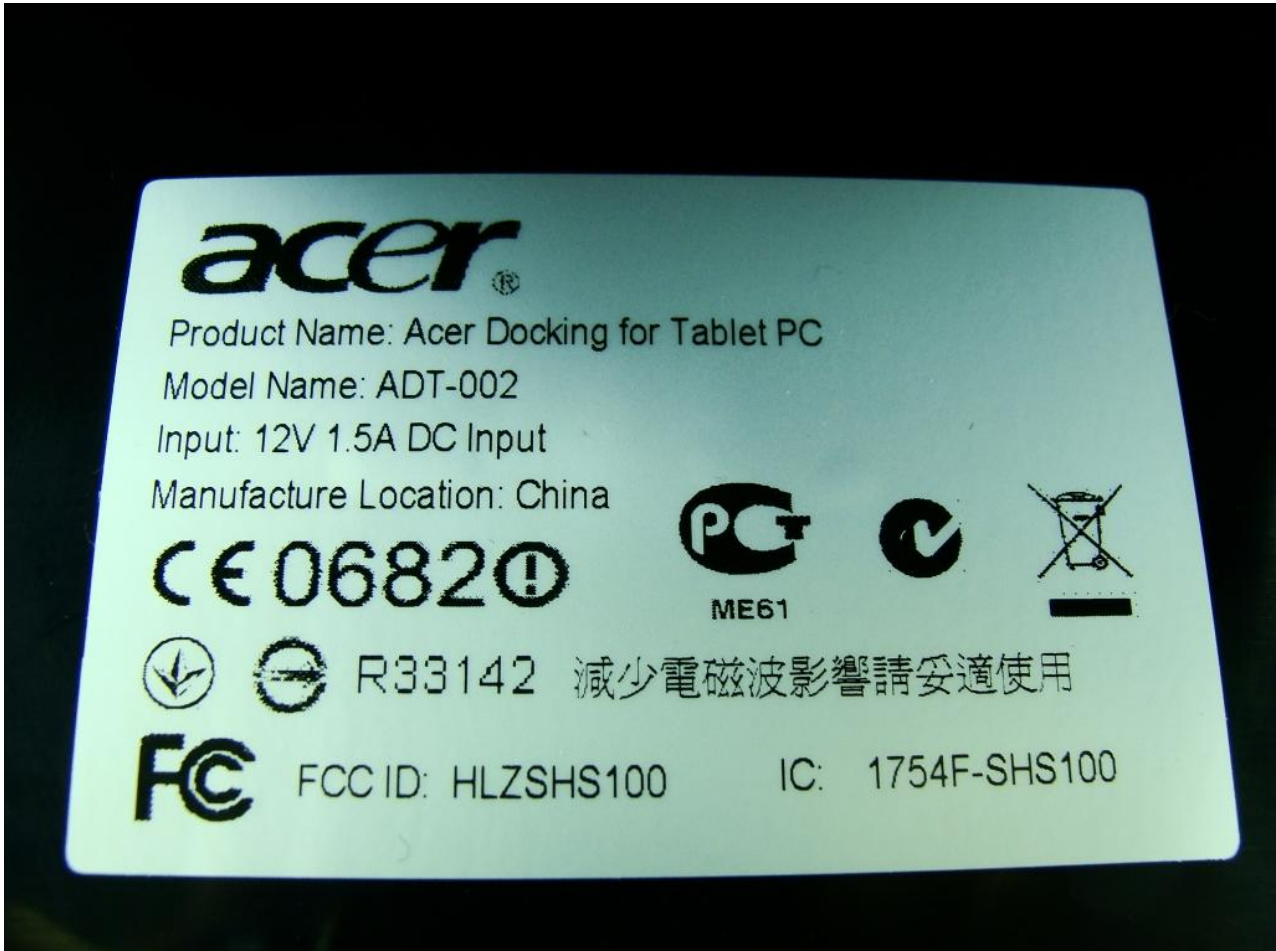 acer®
Product Name: Acer Docking for Tablet PC
Model Name: ADT-002
Input: 12V 1.5A DC Input
Manufacture Location: China
CE0682
PCT
ME61
R33142 減少電磁波影響請妥適使用
FC FCC ID: HLZSHS100 IC: 1754F-SHS100